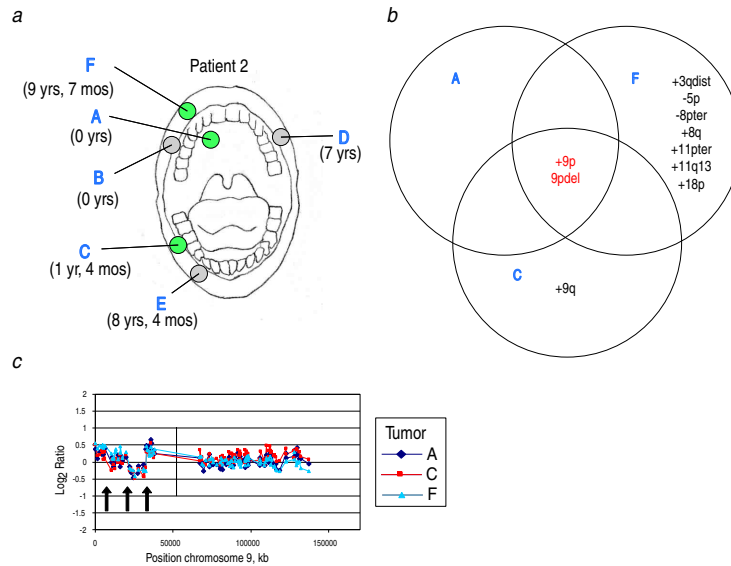 a
Patient 2
F
(9 yrs, 7 mos)
A
(0 yrs)
D
(7 yrs)
B
(0 yrs)
C
(1 yr, 4 mos)
E
(8 yrs, 4 mos)
b
A
F
+3qdist
-5p
-8pter
+8q
+11pter
+11q13
+18p
+9p
9pdel
C
+9q
c
2
1.5
1
0.5
0
-0.5
-1
-1.5
-2
Log2 Ratio
0 50000 100000 150000
Position chromosome 9, kb
Tumor
A
C
F